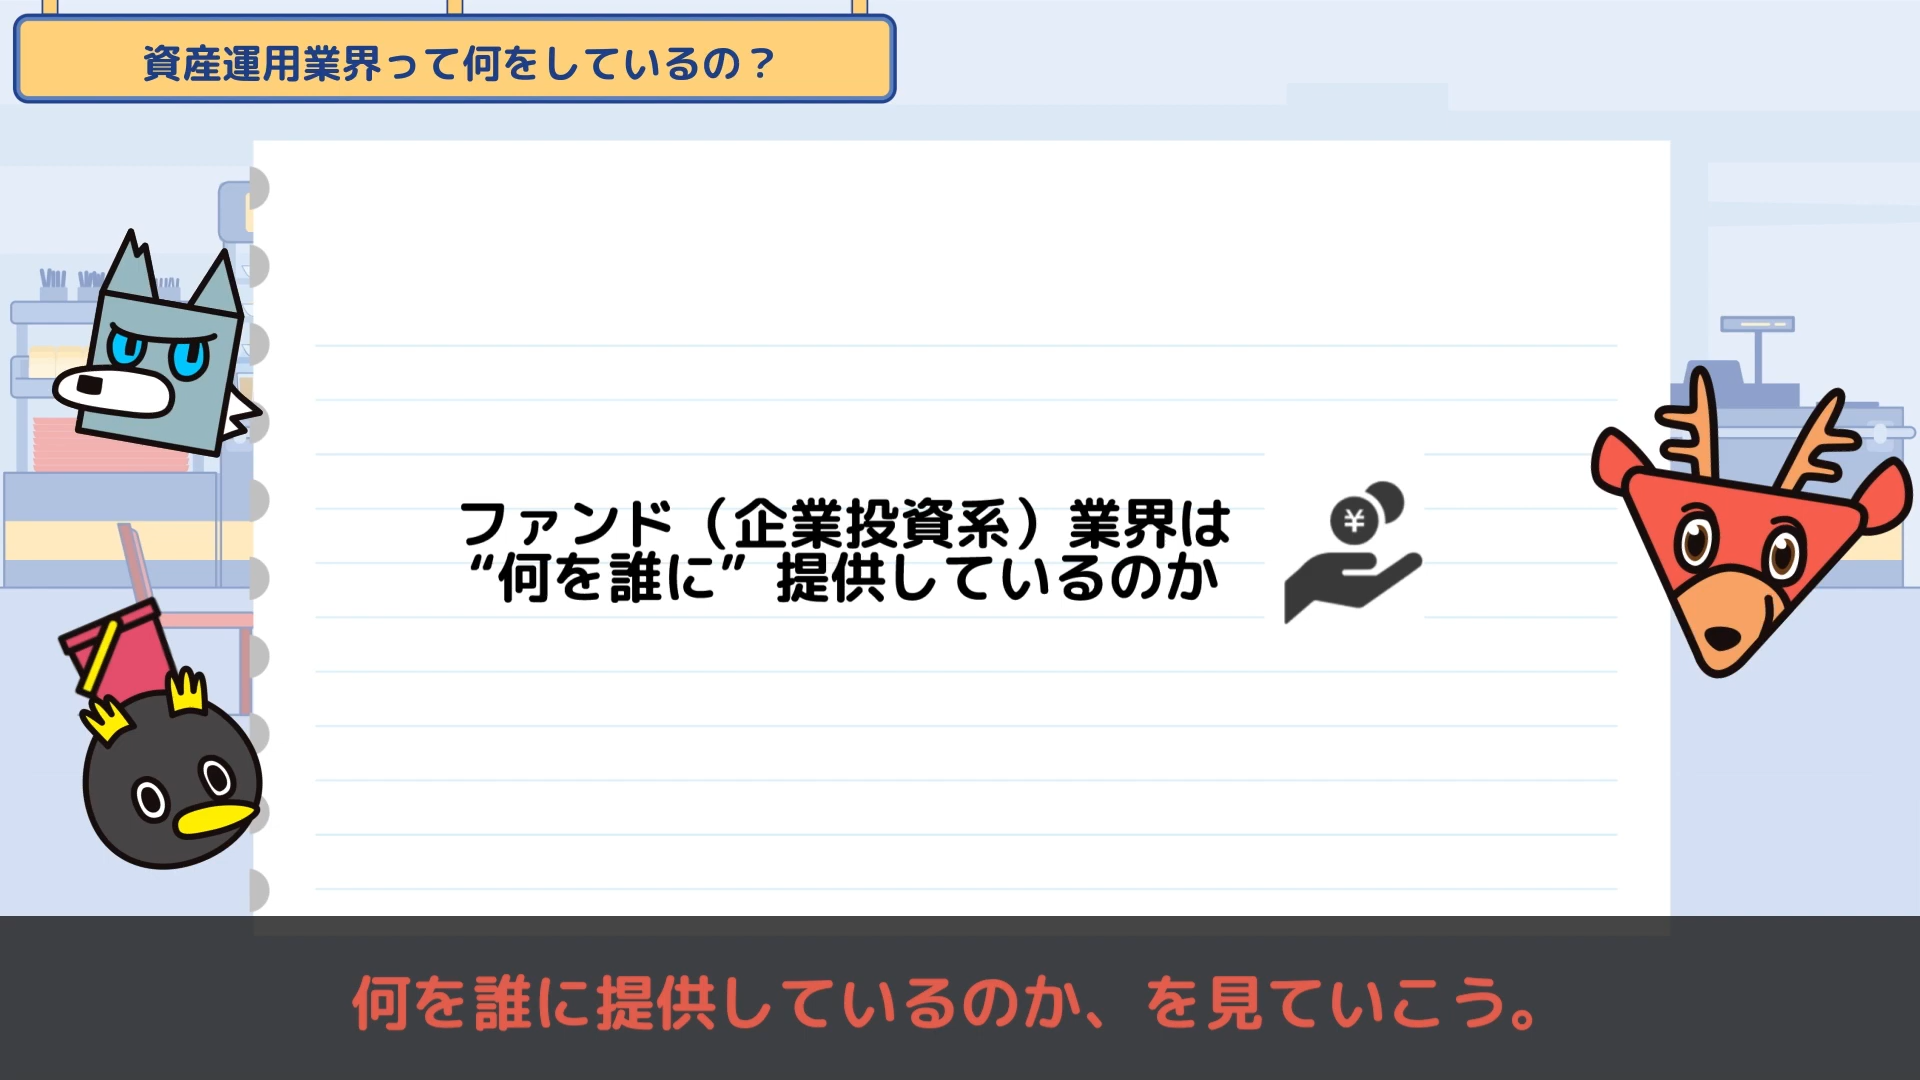 資産運用業界って何をしているの？
ファンド（企業投資系）業界は
“何を誰に”提供しているのか
¥
何を誰に提供しているのか、を見ていこう。